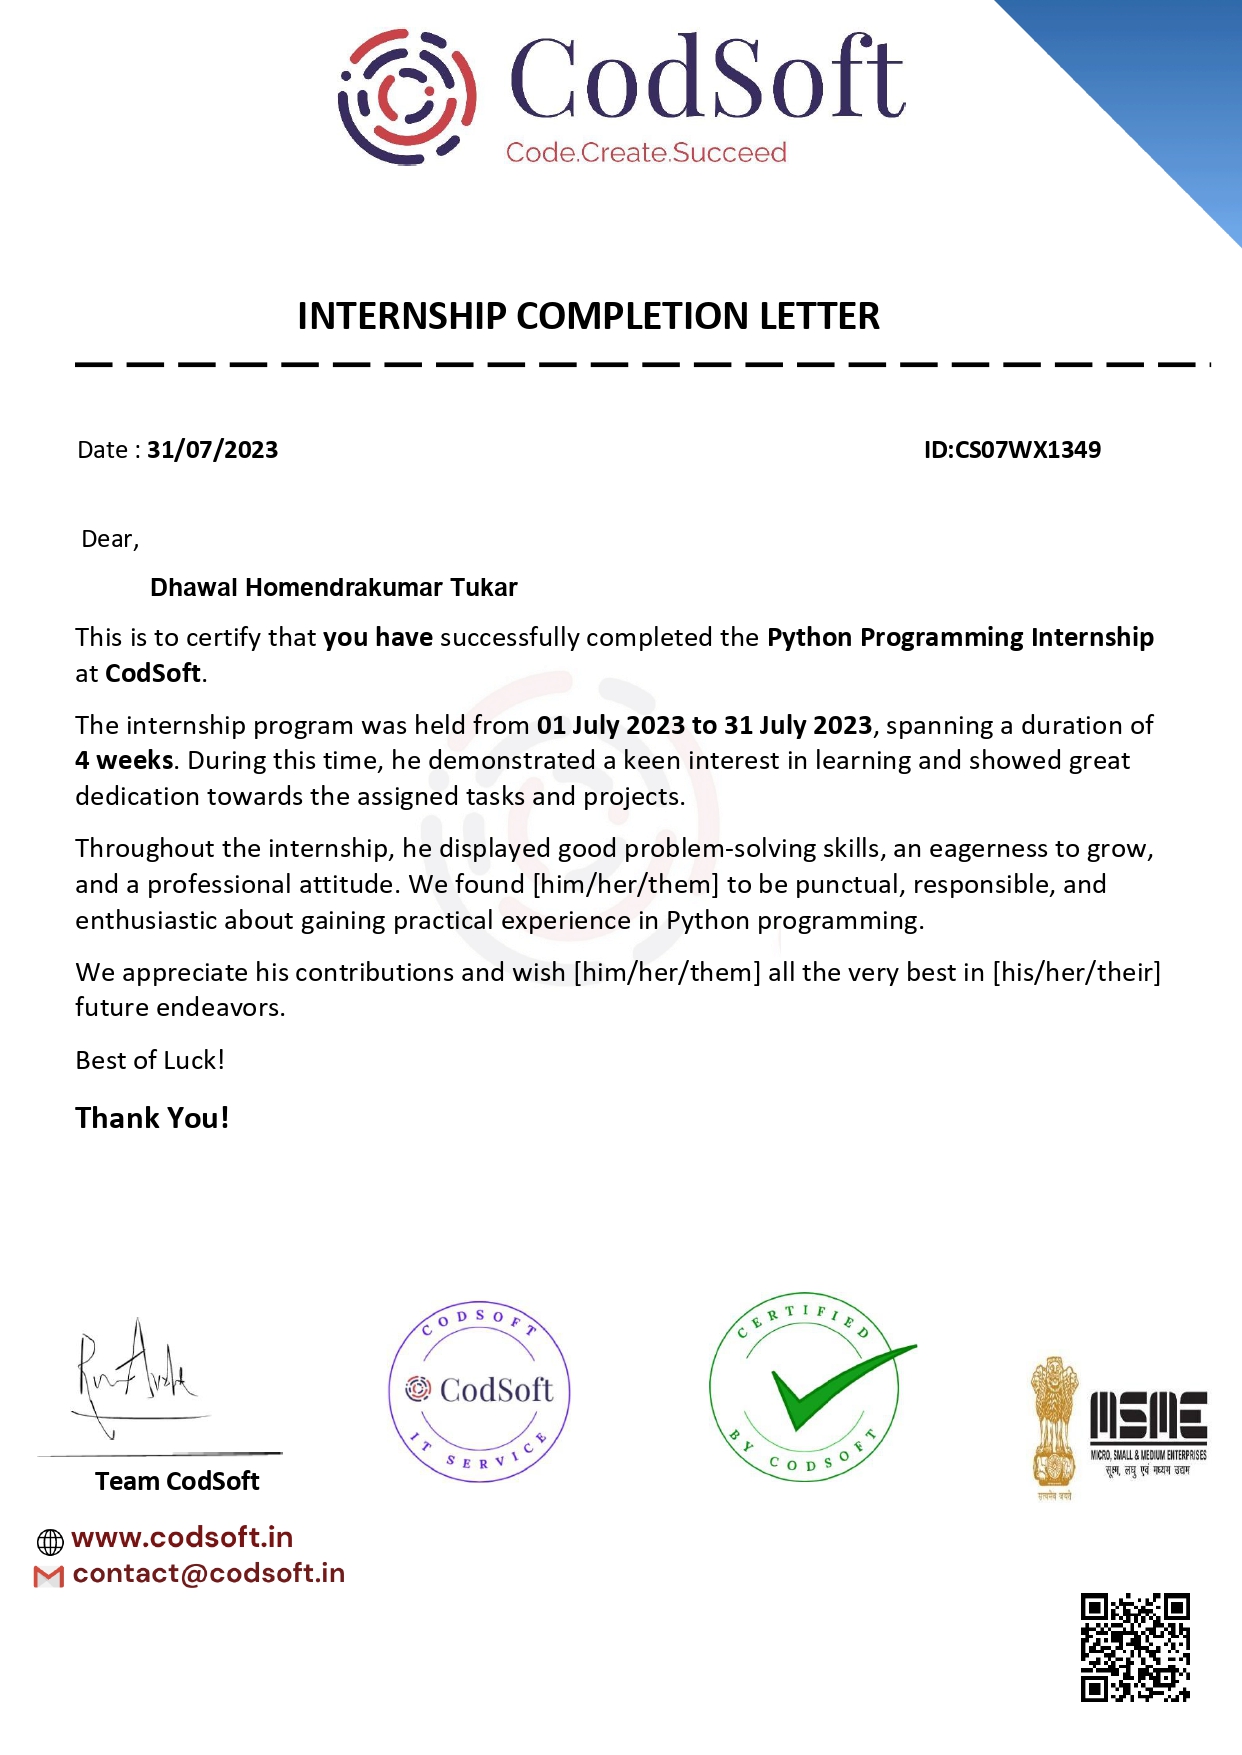 CodSoft
Code.Create.Succeed
INTERNSHIP COMPLETION LETTER
Date : 31/07/2023
ID:CS07WX1349
Dear,
Dhawal Homendrakumar Tukar
This is to certify that you have successfully completed the Python Programming Internship
at CodSoft.
The internship program was held from 01 July 2023 to 31 July 2023, spanning a duration of
4 weeks. During this time, he demonstrated a keen interest in learning and showed great
dedication towards the assigned tasks and projects.
Throughout the internship, he displayed good problem-solving skills, an eagerness to grow,
and a professional attitude. We found [him/her/them] to be punctual, responsible, and
enthusiastic about gaining practical experience in Python programming.
We appreciate his contributions and wish [him/her/them] all the very best in [his/her/their]
future endeavors.
Best of Luck!
Thank You!
CODSOFT
CodSoft
IT SERVICE
CERTIFIED
BY CODSOFT
MSME
MICRO, SMALL & MEDIUM ENTERPRISES
सूक्ष्म, लघु एवं मध्यम उद्यम
सत्यमेव जयते
Team CodSoft
www.codsoft.in
contact@codsoft.in